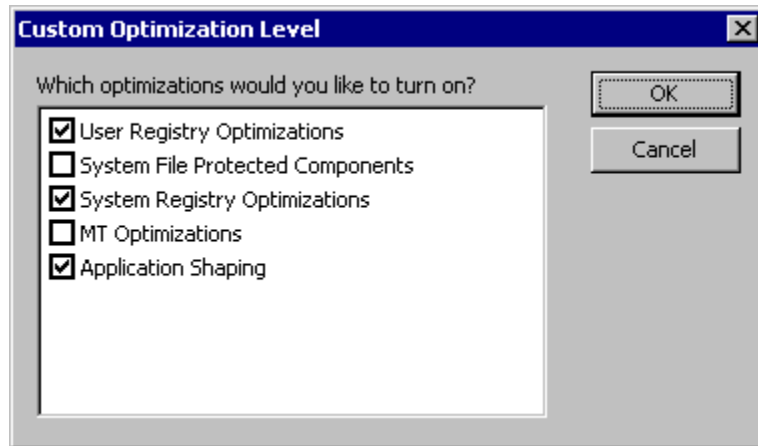 Custom Optimization Level
Which optimizations would you like to turn on?
User Registry Optimizations
System File Protected Components
System Registry Optimizations
MT Optimizations
Application Shaping
OK
Cancel